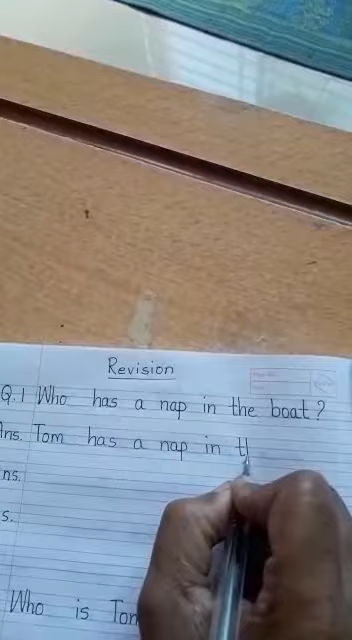 Revision
Q.1 Who has a nap in the boat?
Ans. Tom has a nap in t
ns.
s.
Who is Tom